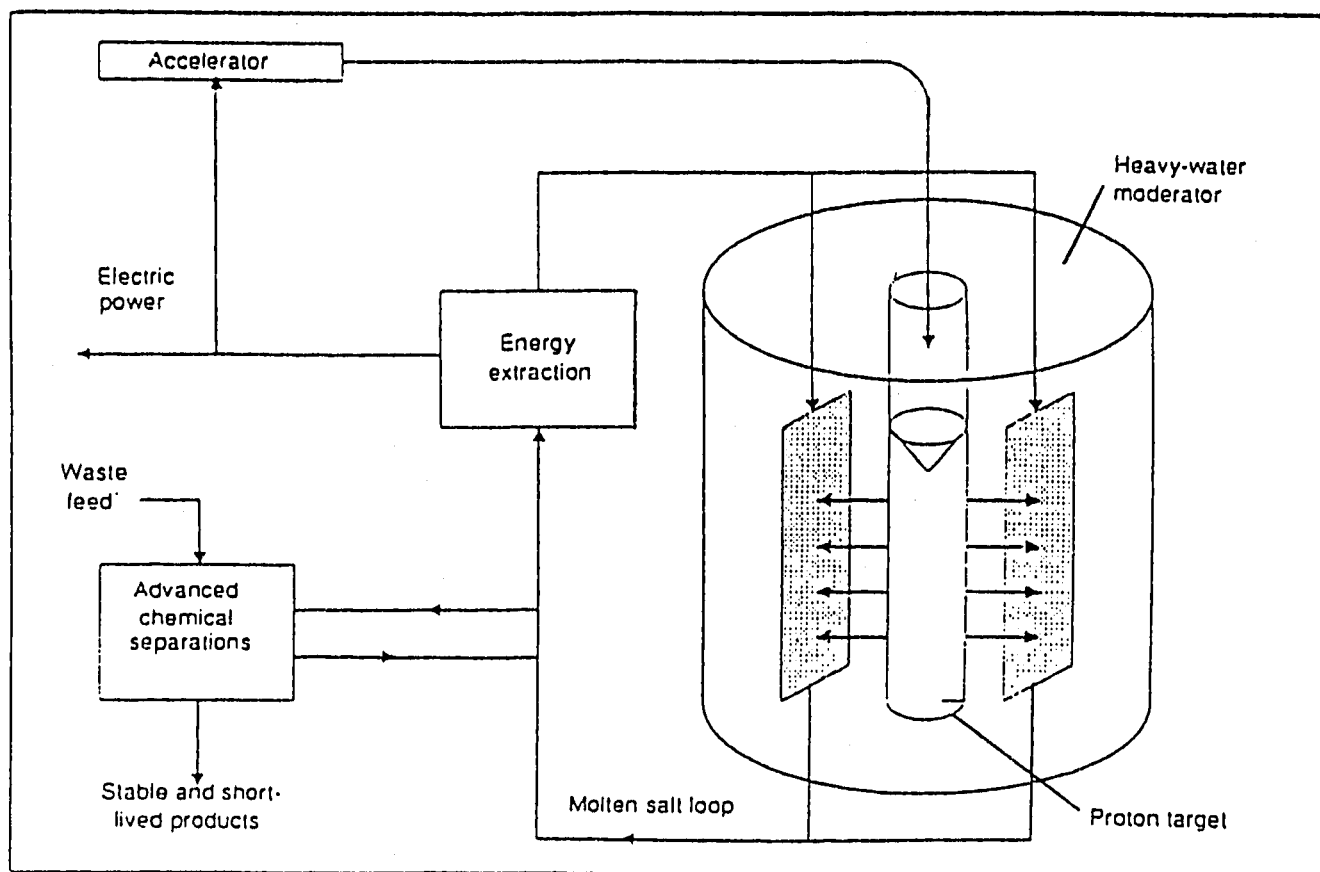 Accelerator
Heavy-water
moderator
Electric
power
Energy
extraction
Waste
feed
Advanced
chemical
separations
Stable and short-
lived products
Molten salt loop
Proton target